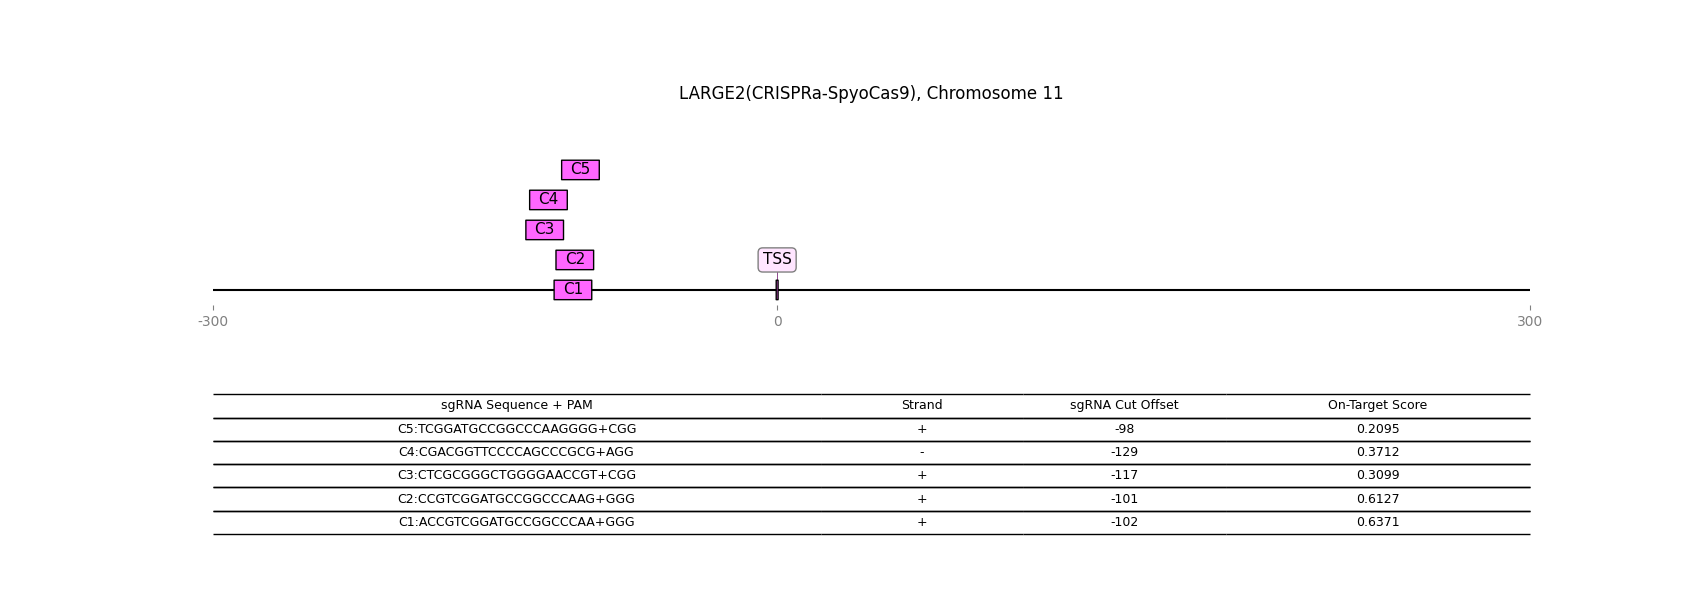 LARGE2(CRISPRa-SpyoCas9), Chromosome 11
C5
C4
C3
C2 TSS
C1
-300 0 300
sgRNA Sequence + PAM Strand sgRNA Cut Offset On-Target Score
C5:TCGGATGCCGGCCCAAGGGG+CGG + -98 0.2095
C4:CGACGGTTCCCCAGCCCGCG+AGG - -129 0.3712
C3:CTCGCGGGCTGGGGAACCGT+CGG + -117 0.3099
C2:CCGTCGGATGCCGGCCCAAG+GGG + -101 0.6127
C1:ACCGTCGGATGCCGGCCCAA+GGG + -102 0.6371